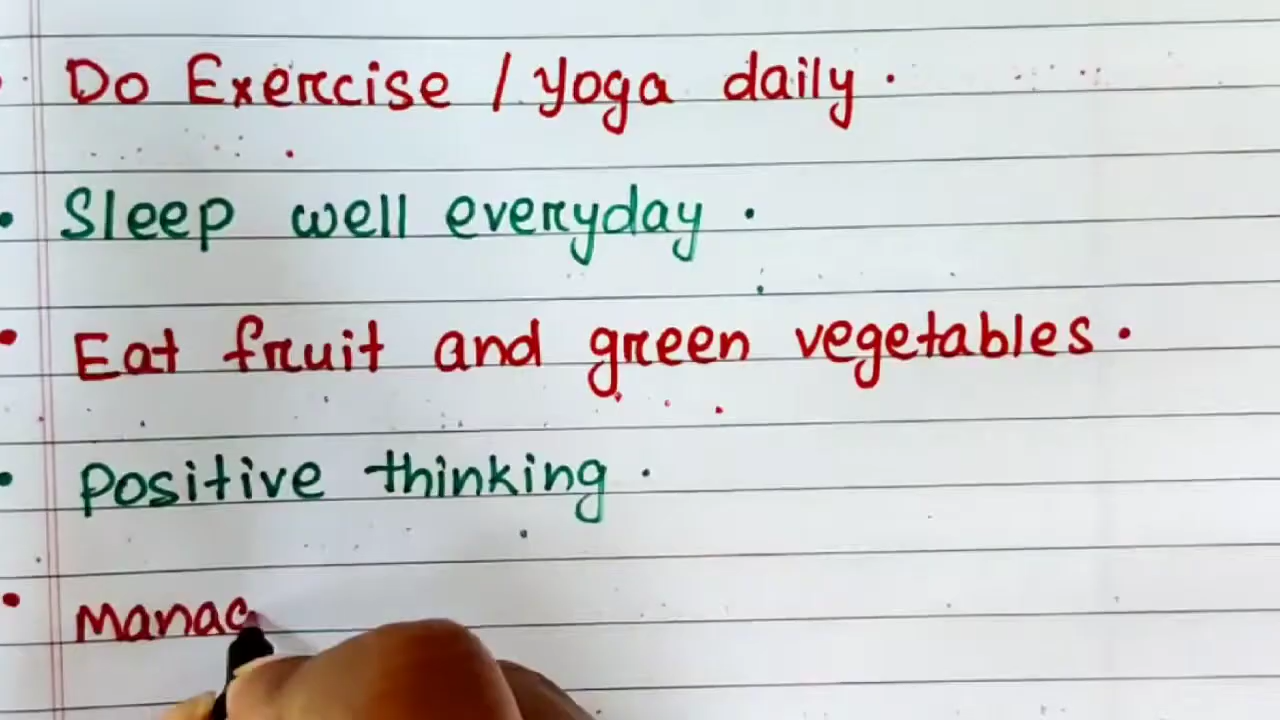 • Do Exercise / Yoga daily .
• Sleep well everyday .
• Eat fruit and green vegetables .
• Positive thinking .
•